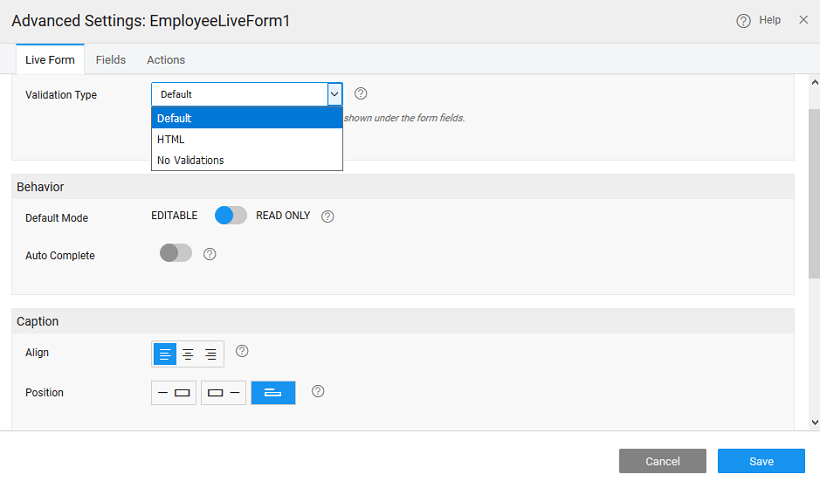 Advanced Settings: EmployeeLiveForm1
Help
Live Form Fields Actions
Validation Type
Default
Default
shown under the form fields.
HTML
No Validations
Behavior
Default Mode EDITABLE READ ONLY
Auto Complete
Caption
Align
Position
Cancel Save